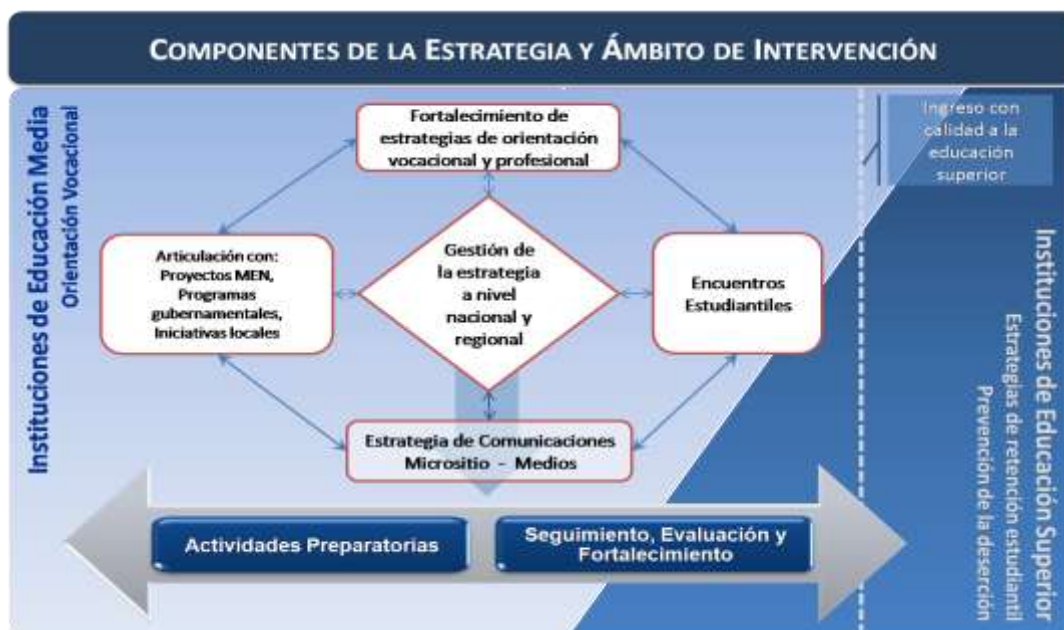 COMPONENTES DE LA ESTRATEGIA Y ÁMBITO DE INTERVENCIÓN
Instituciones de Educación Media
Orientación Vocacional
Fortalecimiento de
estrategias de orientación
vocacional y profesional
Ingreso con
calidad a la
educación
superior
Articulación con:
Proyectos MEN,
Programas
gubernamentales,
Iniciativas locales
Gestión de
la estrategia
a nivel
nacional y
regional
Encuentros
Estudiantiles
Estrategia de Comunicaciones
Micrositio - Medios
Actividades Preparatorias
Seguimiento, Evaluación y
Fortalecimiento
Instituciones de Educación Superior
Estrategias de retención estudiantil
Prevención de la deserción